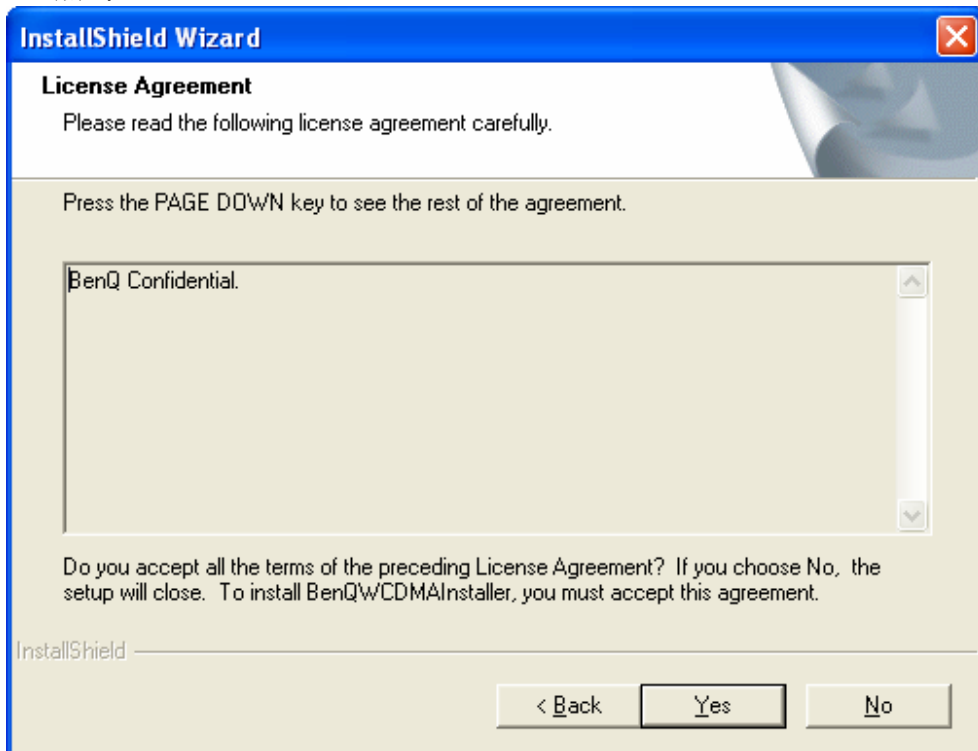 InstallShield Wizard
License Agreement
Please read the following license agreement carefully.
Press the PAGE DOWN key to see the rest of the agreement.
BenQ Confidential.
Do you accept all the terms of the preceding License Agreement?  If you choose No,  the
setup will close.  To install BenQWCDMAInstaller, you must accept this agreement.
InstallShield
< Back
Yes
No